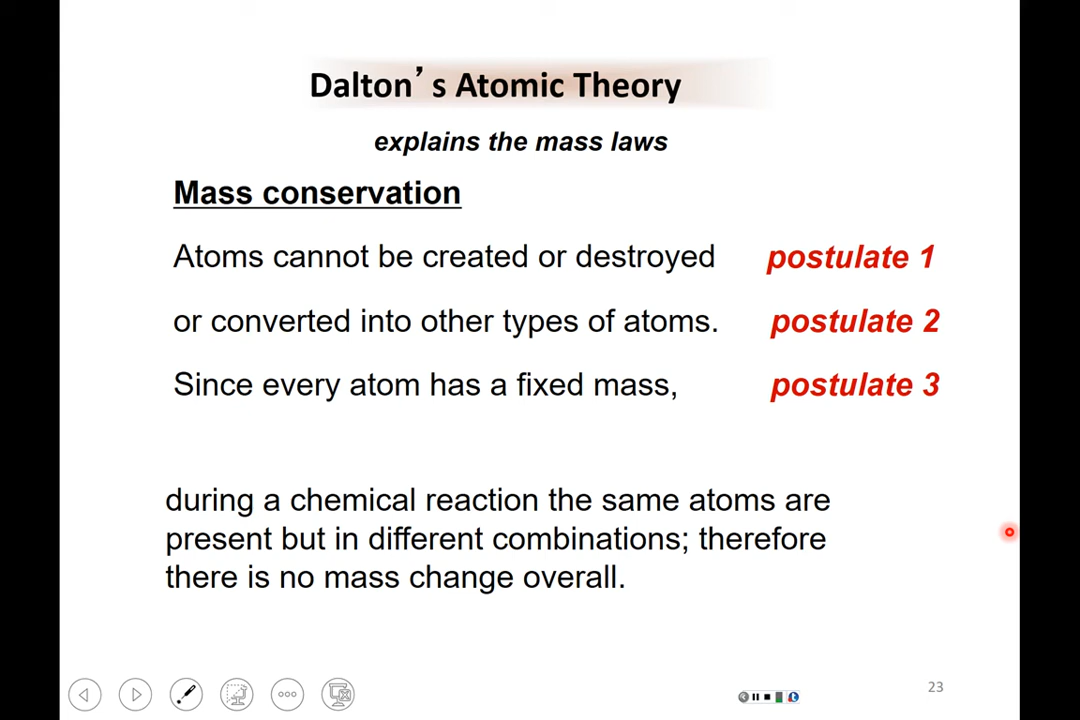 Dalton’s Atomic Theory
explains the mass laws
Mass conservation
Atoms cannot be created or destroyed postulate 1
or converted into other types of atoms. postulate 2
Since every atom has a fixed mass, postulate 3
during a chemical reaction the same atoms are
present but in different combinations; therefore
there is no mass change overall.
23